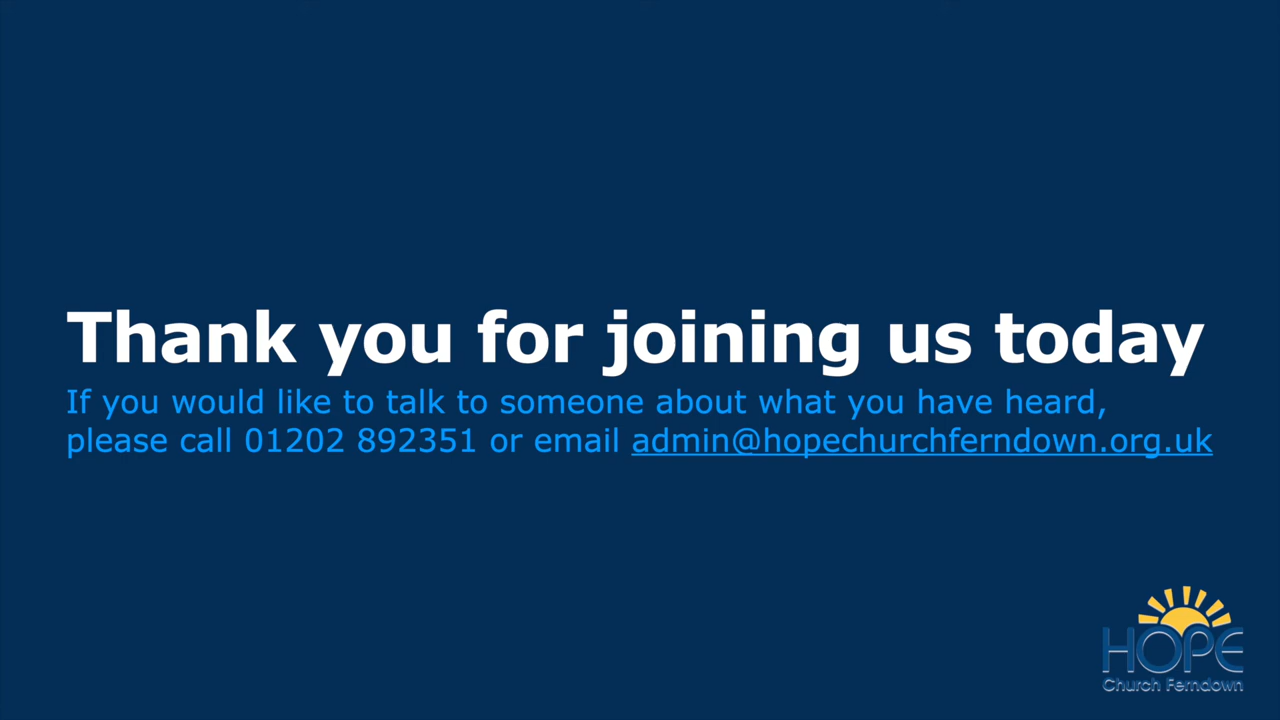 Thank you for joining us today
If you would like to talk to someone about what you have heard,
please call 01202 892351 or email admin@hopechurchferndown.org.uk
HOPE
Church Ferndown